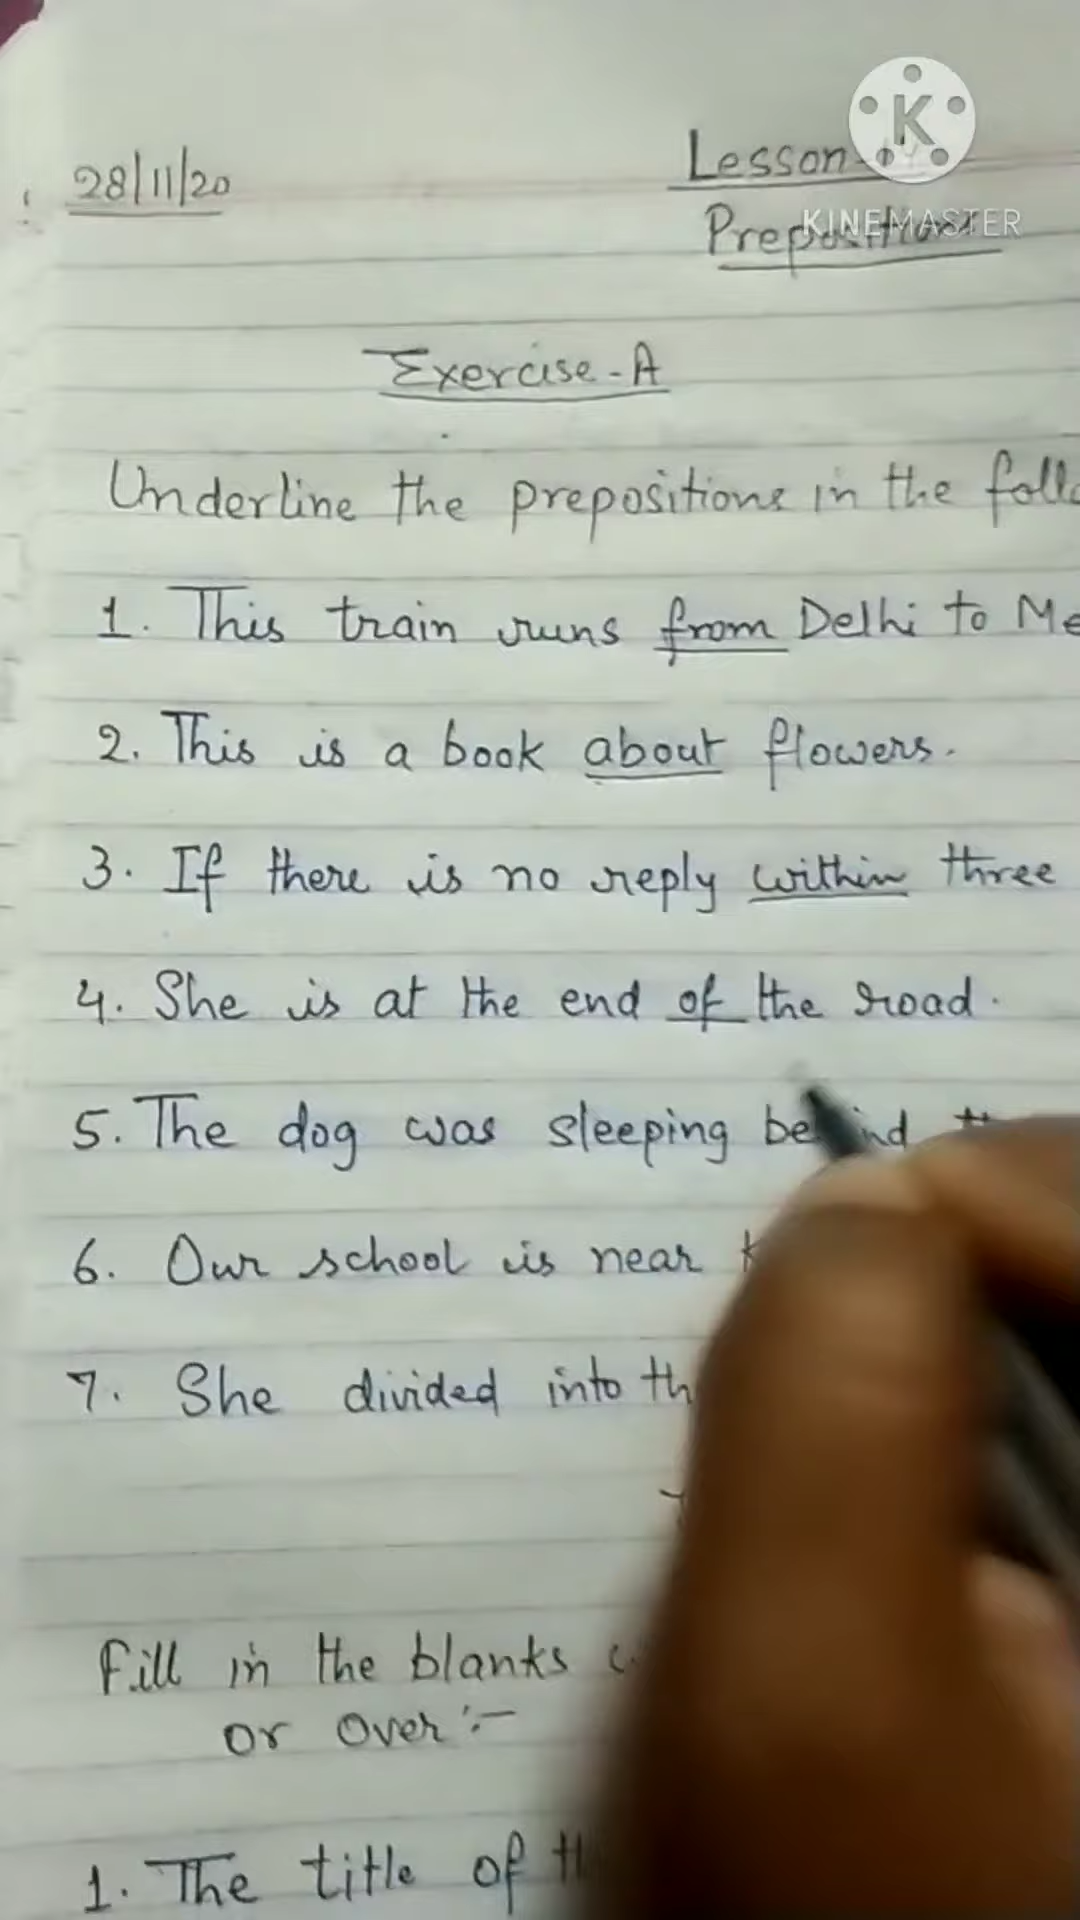 28/11/20
Lesson
KINEMASTER
Prepositions
Exercise-A
Underline the prepositions in the
1. This train runs from Delhi to
2. This is a book about flowers.
3. If there is no reply within three
4. She is at the end of the road.
5. The dog was sleeping behind
6. Our school is near
7. She divided into
Fill in the blanks
or over :-
1. The title of